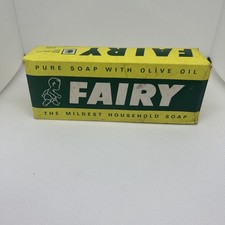 FAIRY
PURE SOAP WITH OLIVE OIL
FAIRY
THE MILDEST HOUSEHOLD SOAP